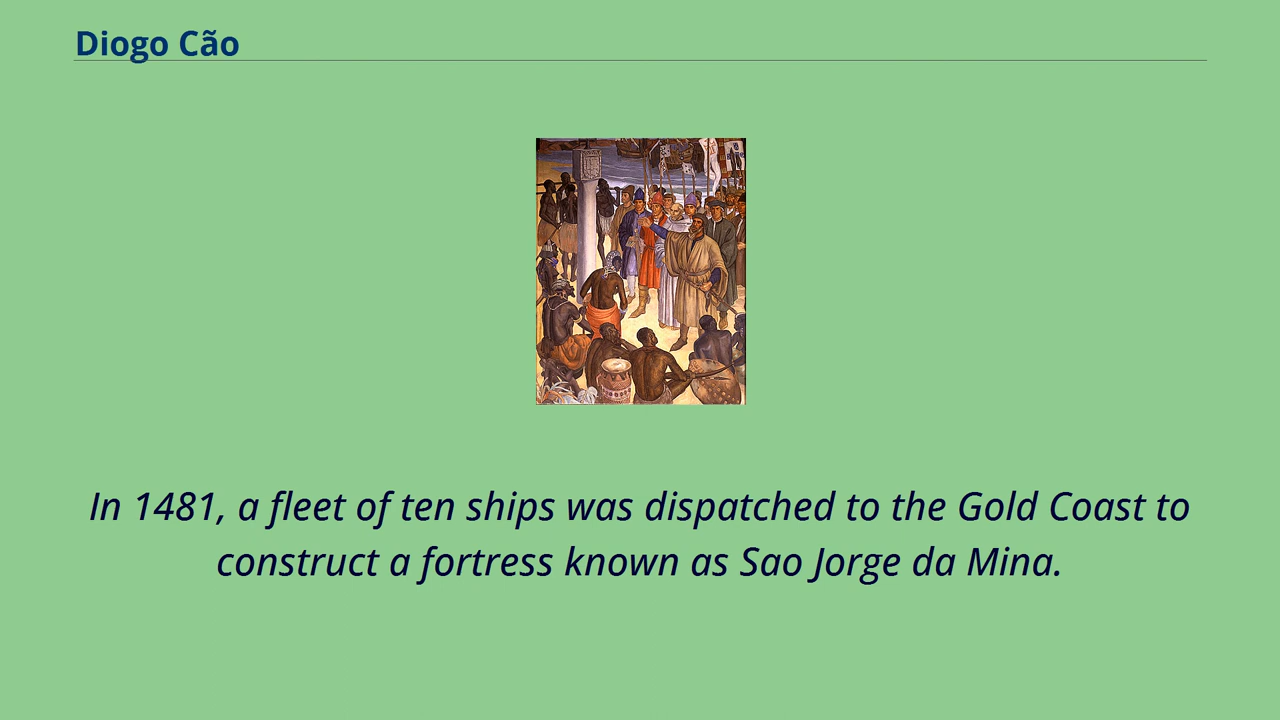 Diogo Cão
In 1481, a fleet of ten ships was dispatched to the Gold Coast to
construct a fortress known as Sao Jorge da Mina.